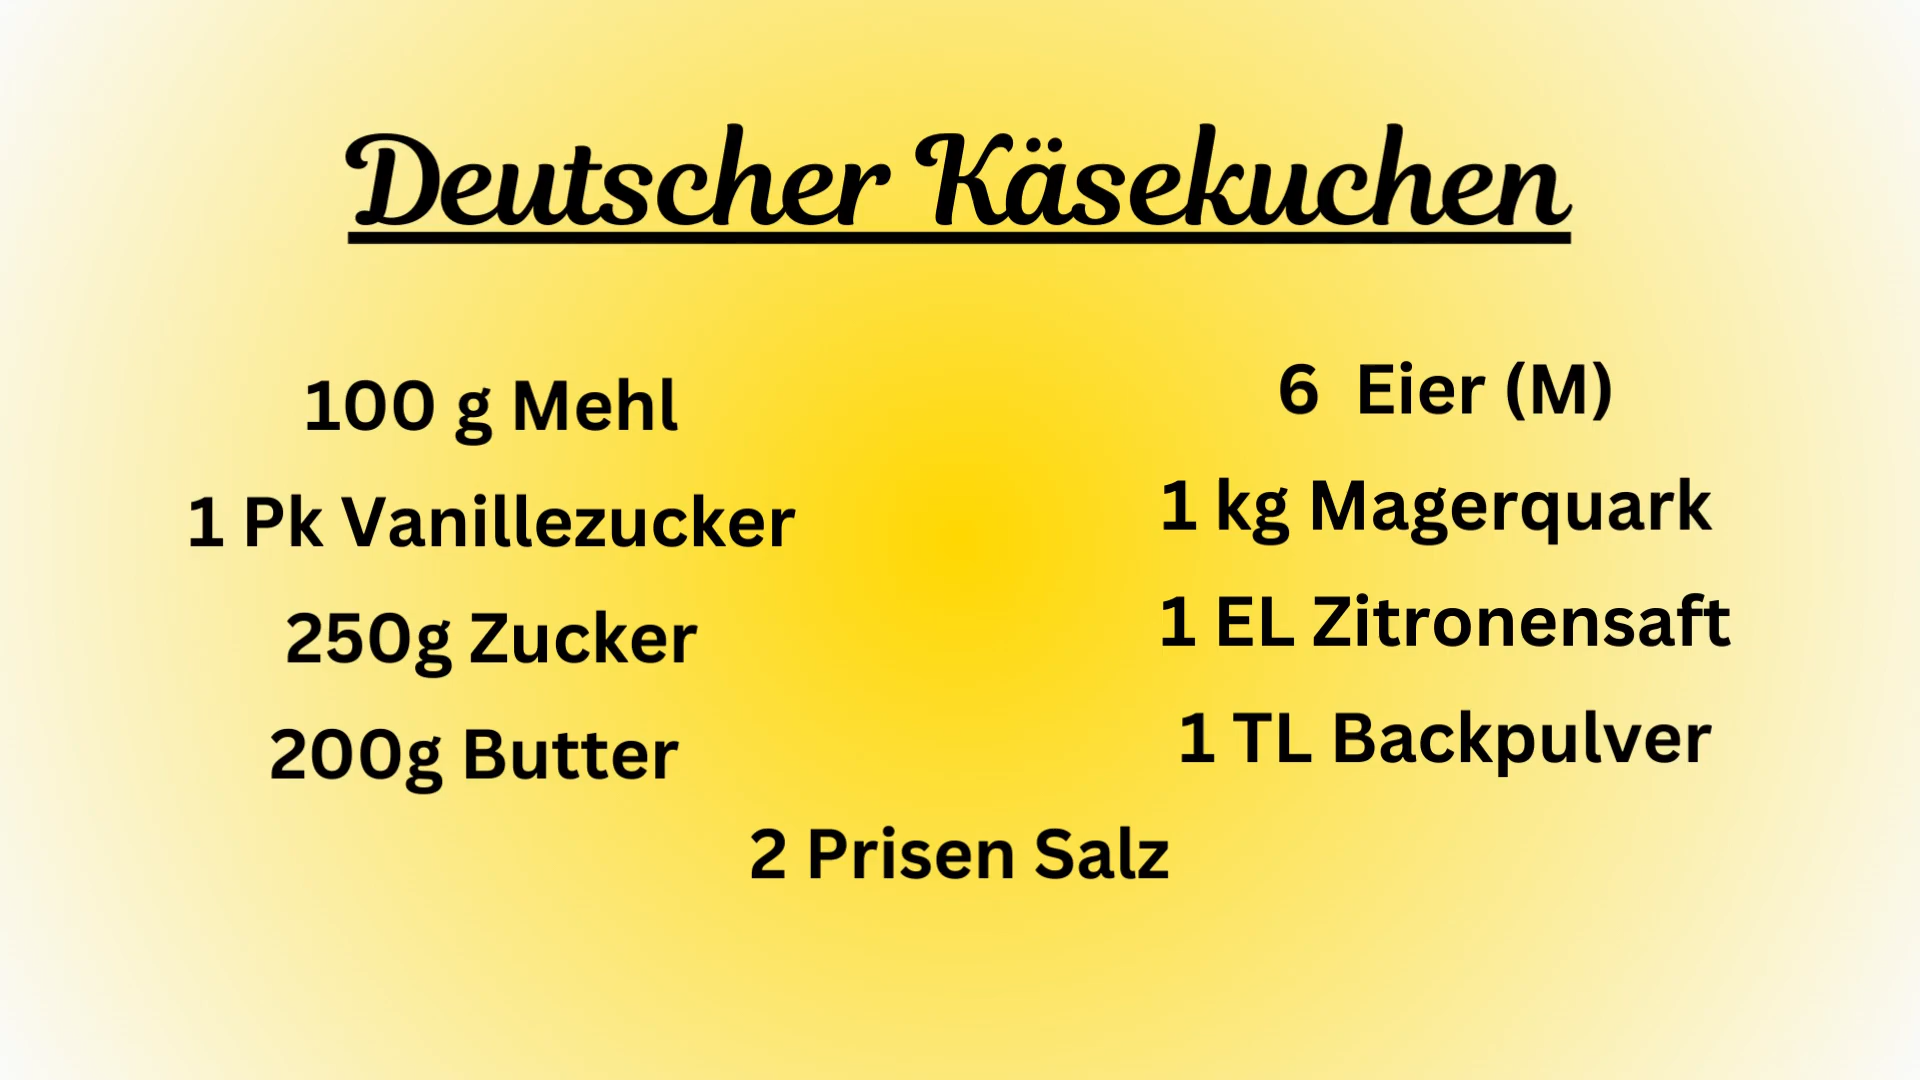 Deutscher Käsekuchen
100 g Mehl
1 Pk Vanillezucker
250g Zucker
200g Butter
6  Eier (M)
1 kg Magerquark
1 EL Zitronensaft
1 TL Backpulver
2 Prisen Salz